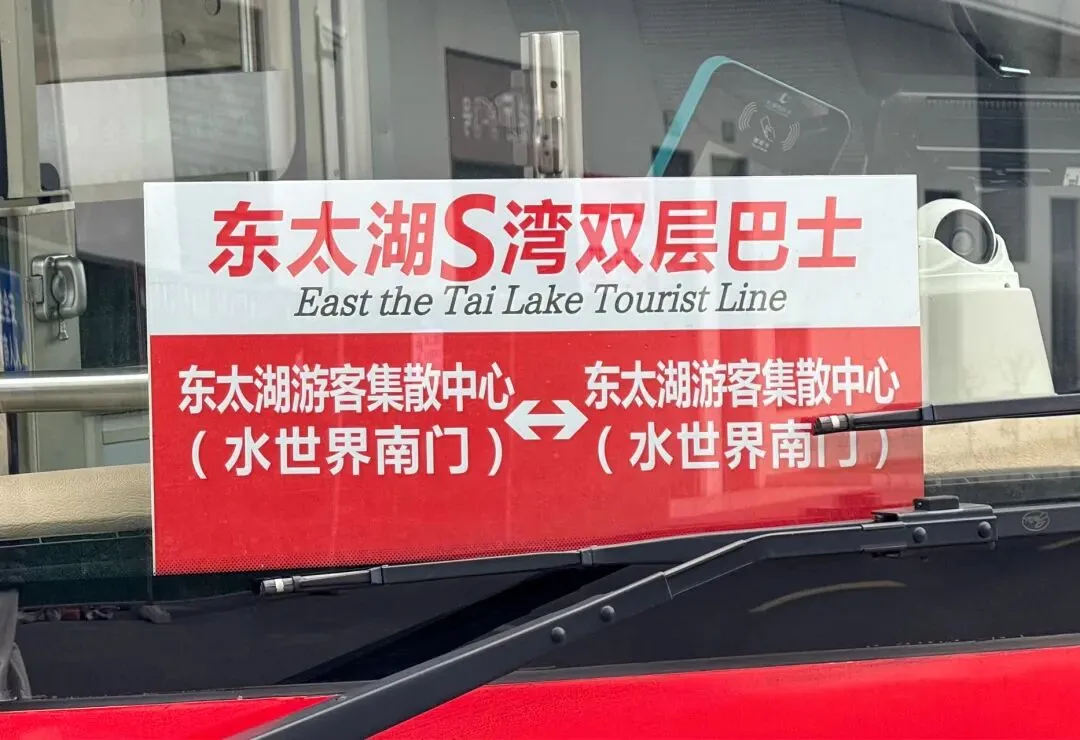 东太湖S湾双层巴士
East the Tai Lake Tourist Line
东太湖游客集散中心
（水世界南门）
东太湖游客集散中心
（水世界南门）